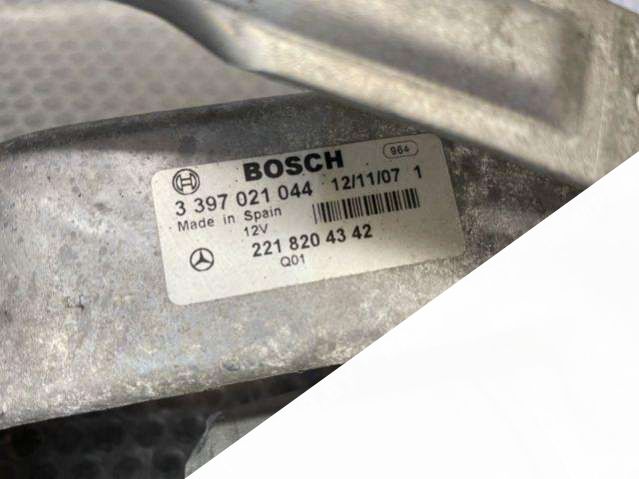 964
BOSCH
3 397 021 044 12/11/07 1
Made in Spain
12V
221 820 43 42
Q01